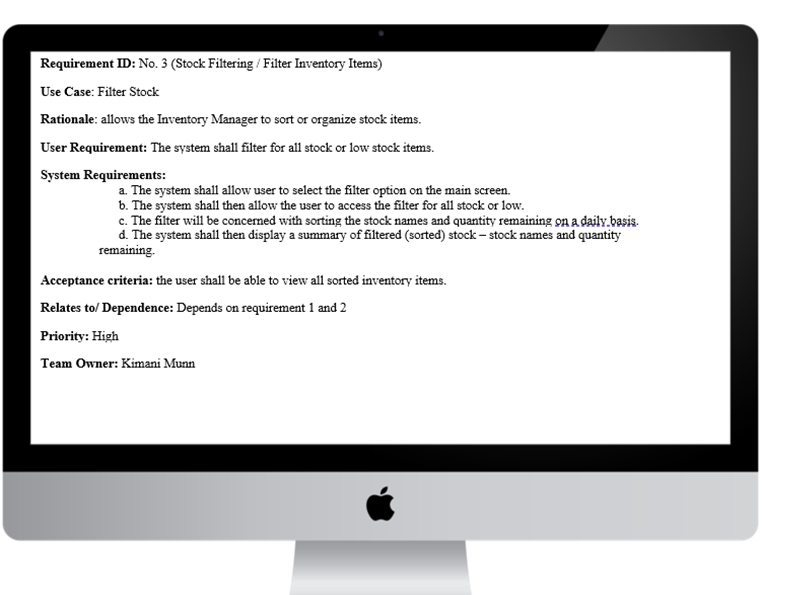 Requirement ID: No. 3 (Stock Filtering / Filter Inventory Items)
Use Case: Filter Stock
Rationale: allows the Inventory Manager to sort or organize stock items.
User Requirement: The system shall filter for all stock or low stock items.
System Requirements:
a. The system shall allow user to select the filter option on the main screen.
b. The system shall then allow the user to access the filter for all stock or low.
c. The filter will be concerned with sorting the stock names and quantity remaining on a daily basis.
d. The system shall then display a summary of filtered (sorted) stock – stock names and quantity
remaining.
Acceptance criteria: the user shall be able to view all sorted inventory items.
Relates to/ Dependence: Depends on requirement 1 and 2
Priority: High
Team Owner: Kimani Munn